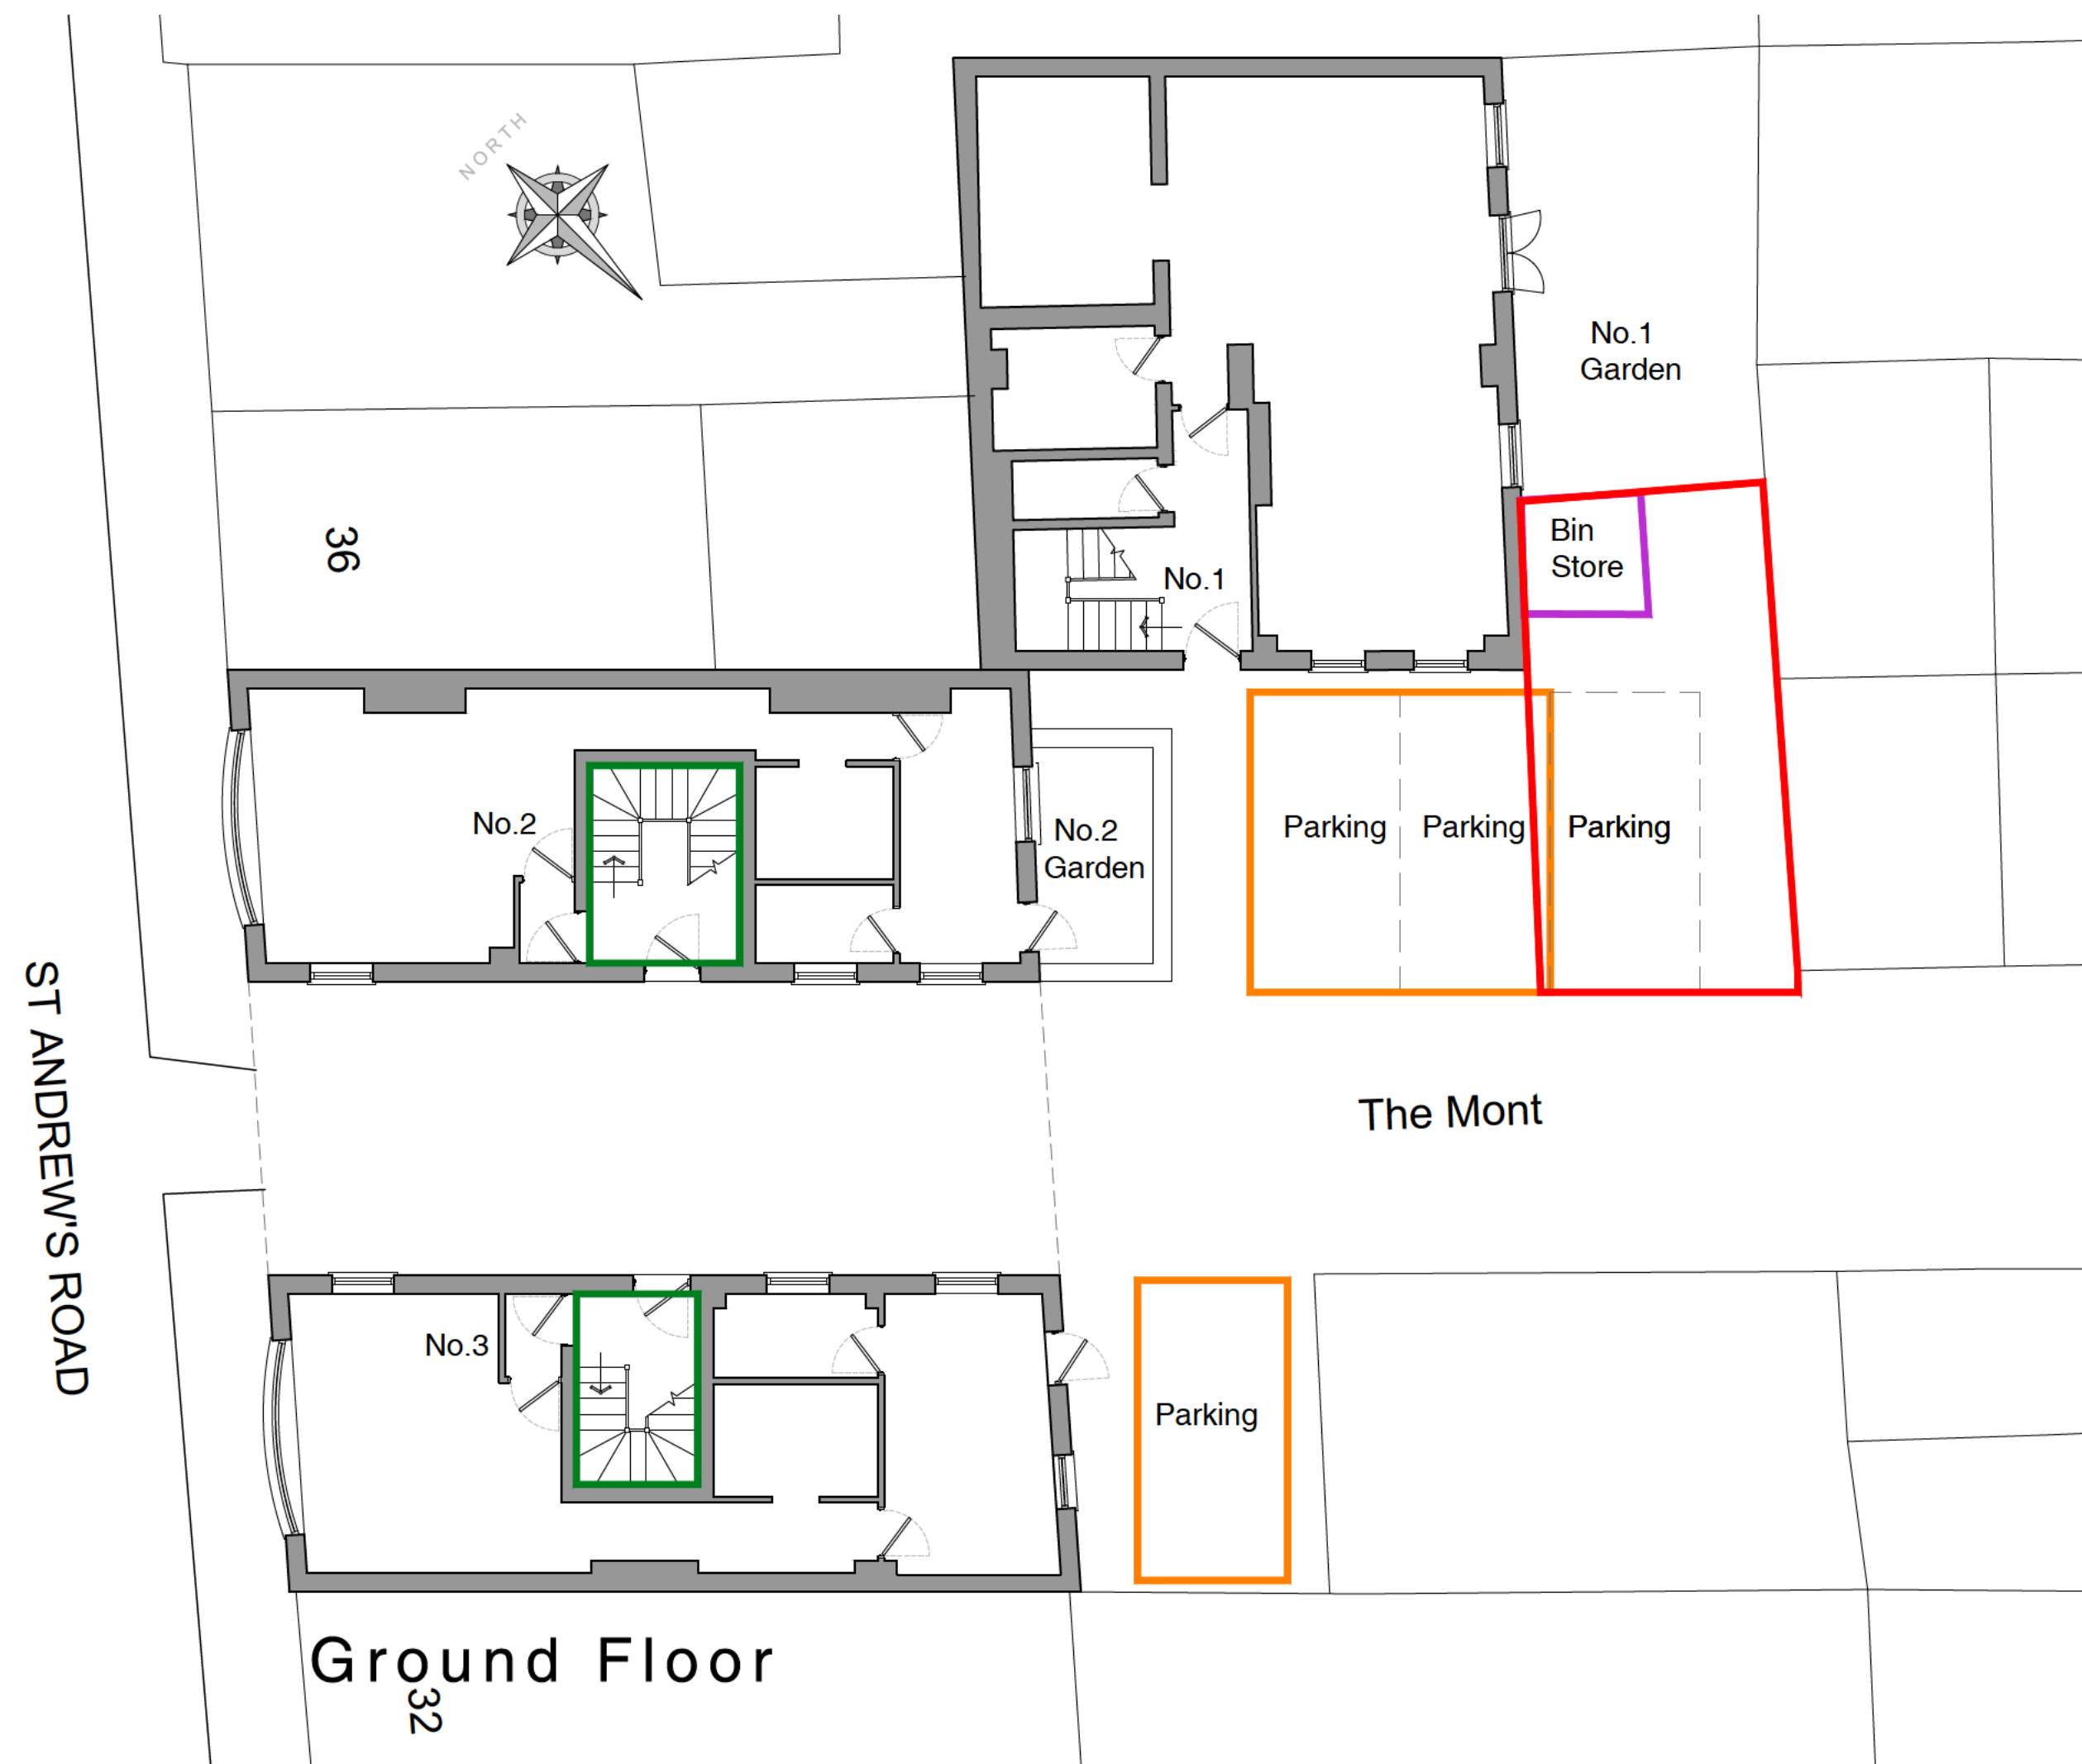 NORTH
No.1
Garden
36
Bin
Store
No.1
No.2
No.2
Garden
Parking
Parking
Parking
ST ANDREW'S ROAD
The Mont
No.3
Parking
Ground Floor
32